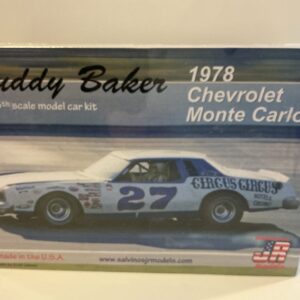 uddy Baker
th scale model car kit
1978
Chevrolet
Monte Carlo
27
CIRCUS CIRCUS
HOTELS
made in the U.S.A.
www.salvinosjrmodels.com
JR